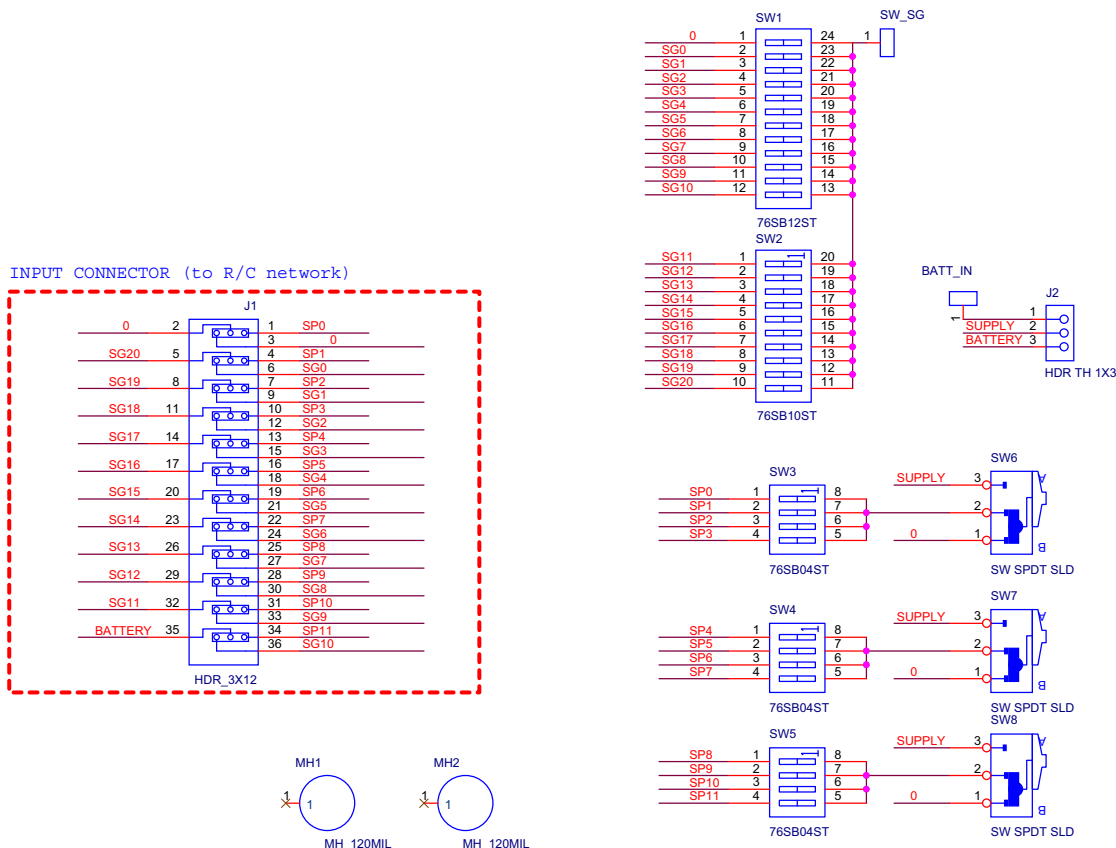 SW1
SW_SG
0 1 24 1
SG0 2 23
SG1 3 22
SG2 4 21
SG3 5 20
SG4 6 19
SG5 7 18
SG6 8 17
SG7 9 16
SG8 10 15
SG9 11 14
SG10 12 13
76SB12ST
SW2
SG11 1 1 20
SG12 2 19
SG13 3 18
SG14 4 17
SG15 5 16
SG16 6 15
SG17 7 14
SG18 8 13
SG19 9 12
SG20 10 11
76SB10ST
BATT_IN
J2
1
1
SUPPLY 2
BATTERY 3
HDR TH 1X3
INPUT CONNECTOR (to R/C network)
J1
0 2 1 SP0
3 0
SG20 5 4 SP1
6 SG0
SG19 8 7 SP2
9 SG1
SG18 11 10 SP3
12 SG2
SG17 14 13 SP4
15 SG3
SG16 17 16 SP5
18 SG4
SG15 20 19 SP6
21 SG5
SG14 23 22 SP7
24 SG6
SG13 26 25 SP8
27 SG7
SG12 29 28 SP9
30 SG8
SG11 32 31 SP10
33 SG9
BATTERY 35 34 SP11
36 SG10
HDR_3X12
SW3
SP0 1 1 8
SP1 2 7
SP2 3 6
SP3 4 5
76SB04ST
SW6
SUPPLY 3 A
2
0 1 B
SW SPDT SLD
SW4
SP4 1 1 8
SP5 2 7
SP6 3 6
SP7 4 5
76SB04ST
SW7
SUPPLY 3 A
2
0 1 B
SW SPDT SLD
SW5
SP8 1 1 8
SP9 2 7
SP10 3 6
SP11 4 5
76SB04ST
SW8
SUPPLY 3 A
2
0 1 B
SW SPDT SLD
MH1
1 1
MH_120MIL
MH2
1 1
MH_120MIL